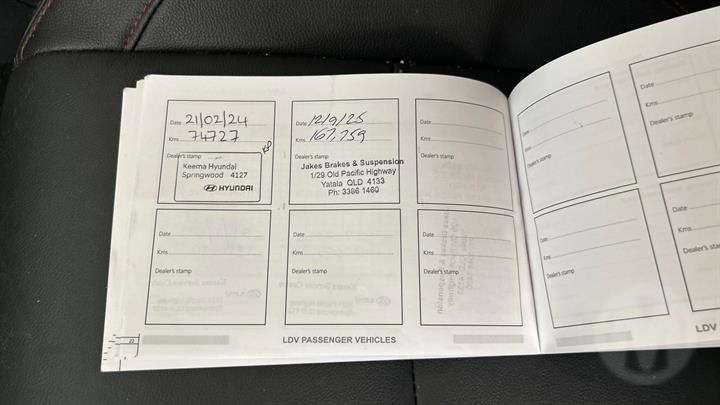 Date 21/02/24
Kms 74727
Dealer's stamp
Keema Hyundai
Springwood 4127
HYUNDAI
Date 12/9/25
Kms 167,759
Jakes Brakes & Suspension
1/29 Old Pacific Highway
Yatala QLD 4133
Ph: 3386 1460
Date
Kms
Dealer's stamp
Date
Kms
Dealer's stamp
Date
Kms
Dealer's stamp
Date
Kms
Dealer's stamp
Date
Kms
Dealer's stamp
Date
Kms
Dealer's stamp
Date
Kms
Dealer's stamp
Date
Kms
Dealer's stamp
22
LDV PASSENGER VEHICLES
LDV